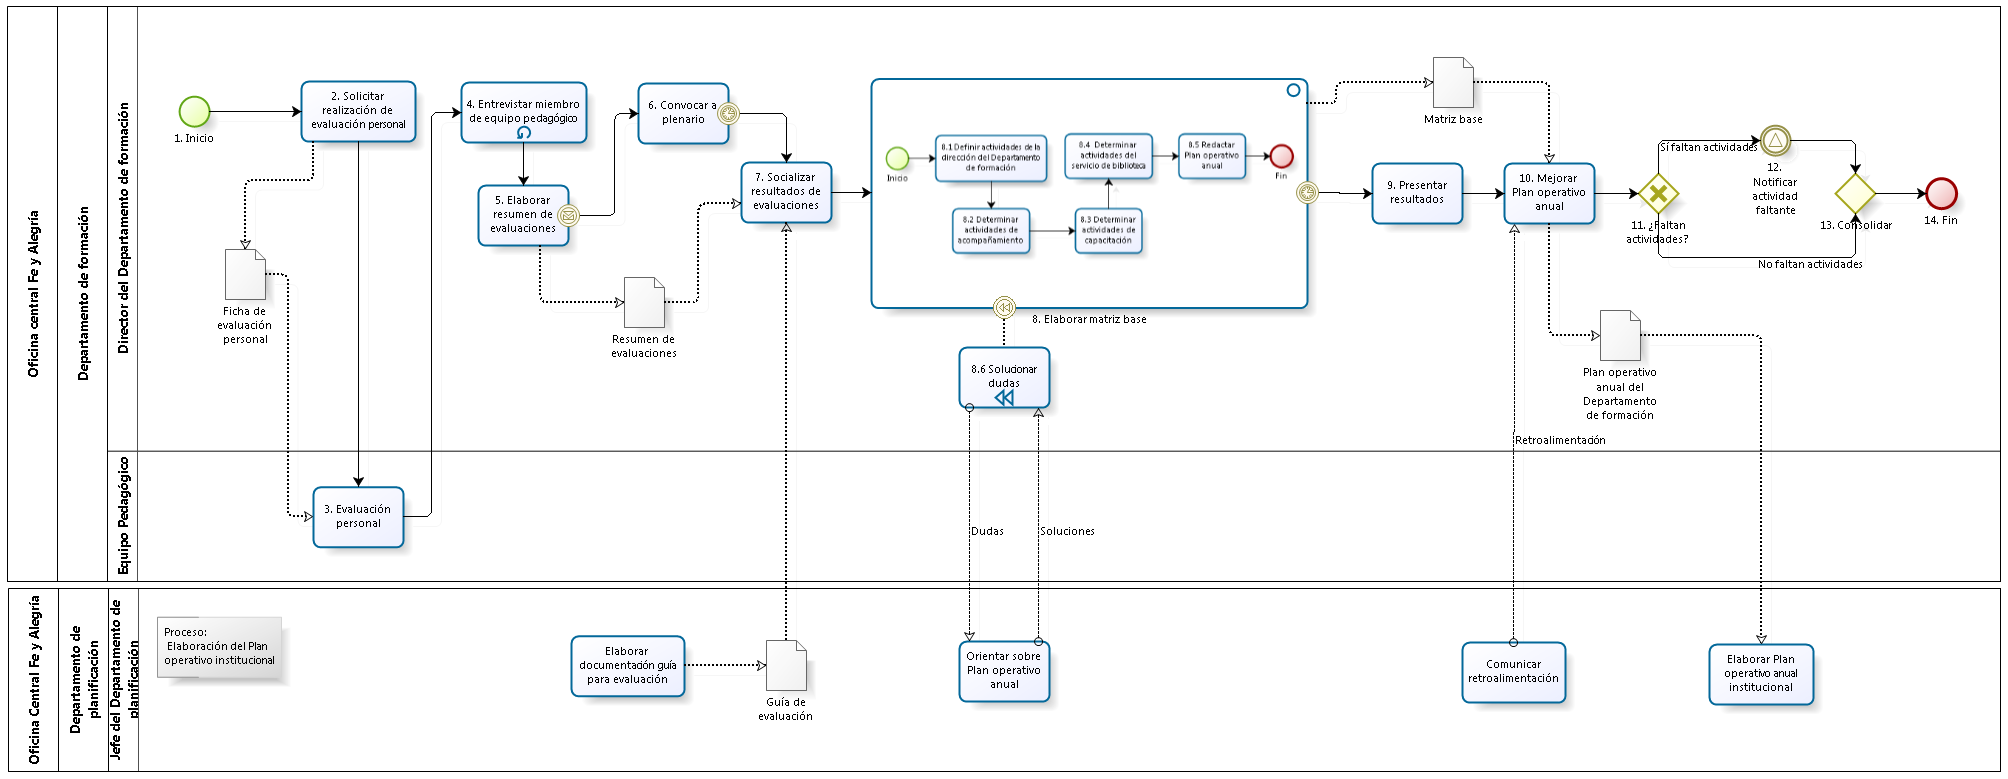 Oficina central Fe y Alegría
Departamento de formación
Director del Departamento de formación
Equipo Pedagógico
1. Inicio
2. Solicitar
realización de
evaluación personal
Ficha de
evaluación
personal
3. Evaluación
personal
4. Entrevistar miembro
de equipo pedagógico
5. Elaborar
resumen de
evaluaciones
Resumen de
evaluaciones
6. Convocar a
plenario
7. Socializar
resultados de
evaluaciones
Inicio
8.1 Definir actividades de la
dirección del Departamento
de formación
8.2 Determinar
actividades de
acompañamiento
8.3 Determinar
actividades de
capacitación
8.4 Determinar
actividades del
servicio de biblioteca
8.5 Redactar
Plan operativo
anual
Fin
8. Elaborar matriz base
8.6 Solucionar
dudas
Dudas
Soluciones
Matriz base
9. Presentar
resultados
10. Mejorar
Plan operativo
anual
Retroalimentación
Plan operativo
anual del
Departamento
de formación
11. ¿Faltan
actividades?
Sí faltan actividades
No faltan actividades
12.
Notificar
actividad
faltante
13. Consolidar
14. Fin
Oficina Central Fe y Alegría
Departamento de
planificación
Jefe del Departamento de
planificación
Proceso:
Elaboración del Plan
operativo institucional
Elaborar
documentación guía
para evaluación
Guía de
evaluación
Orientar sobre
Plan operativo
anual
Comunicar
retroalimentación
Elaborar Plan
operativo anual
institucional